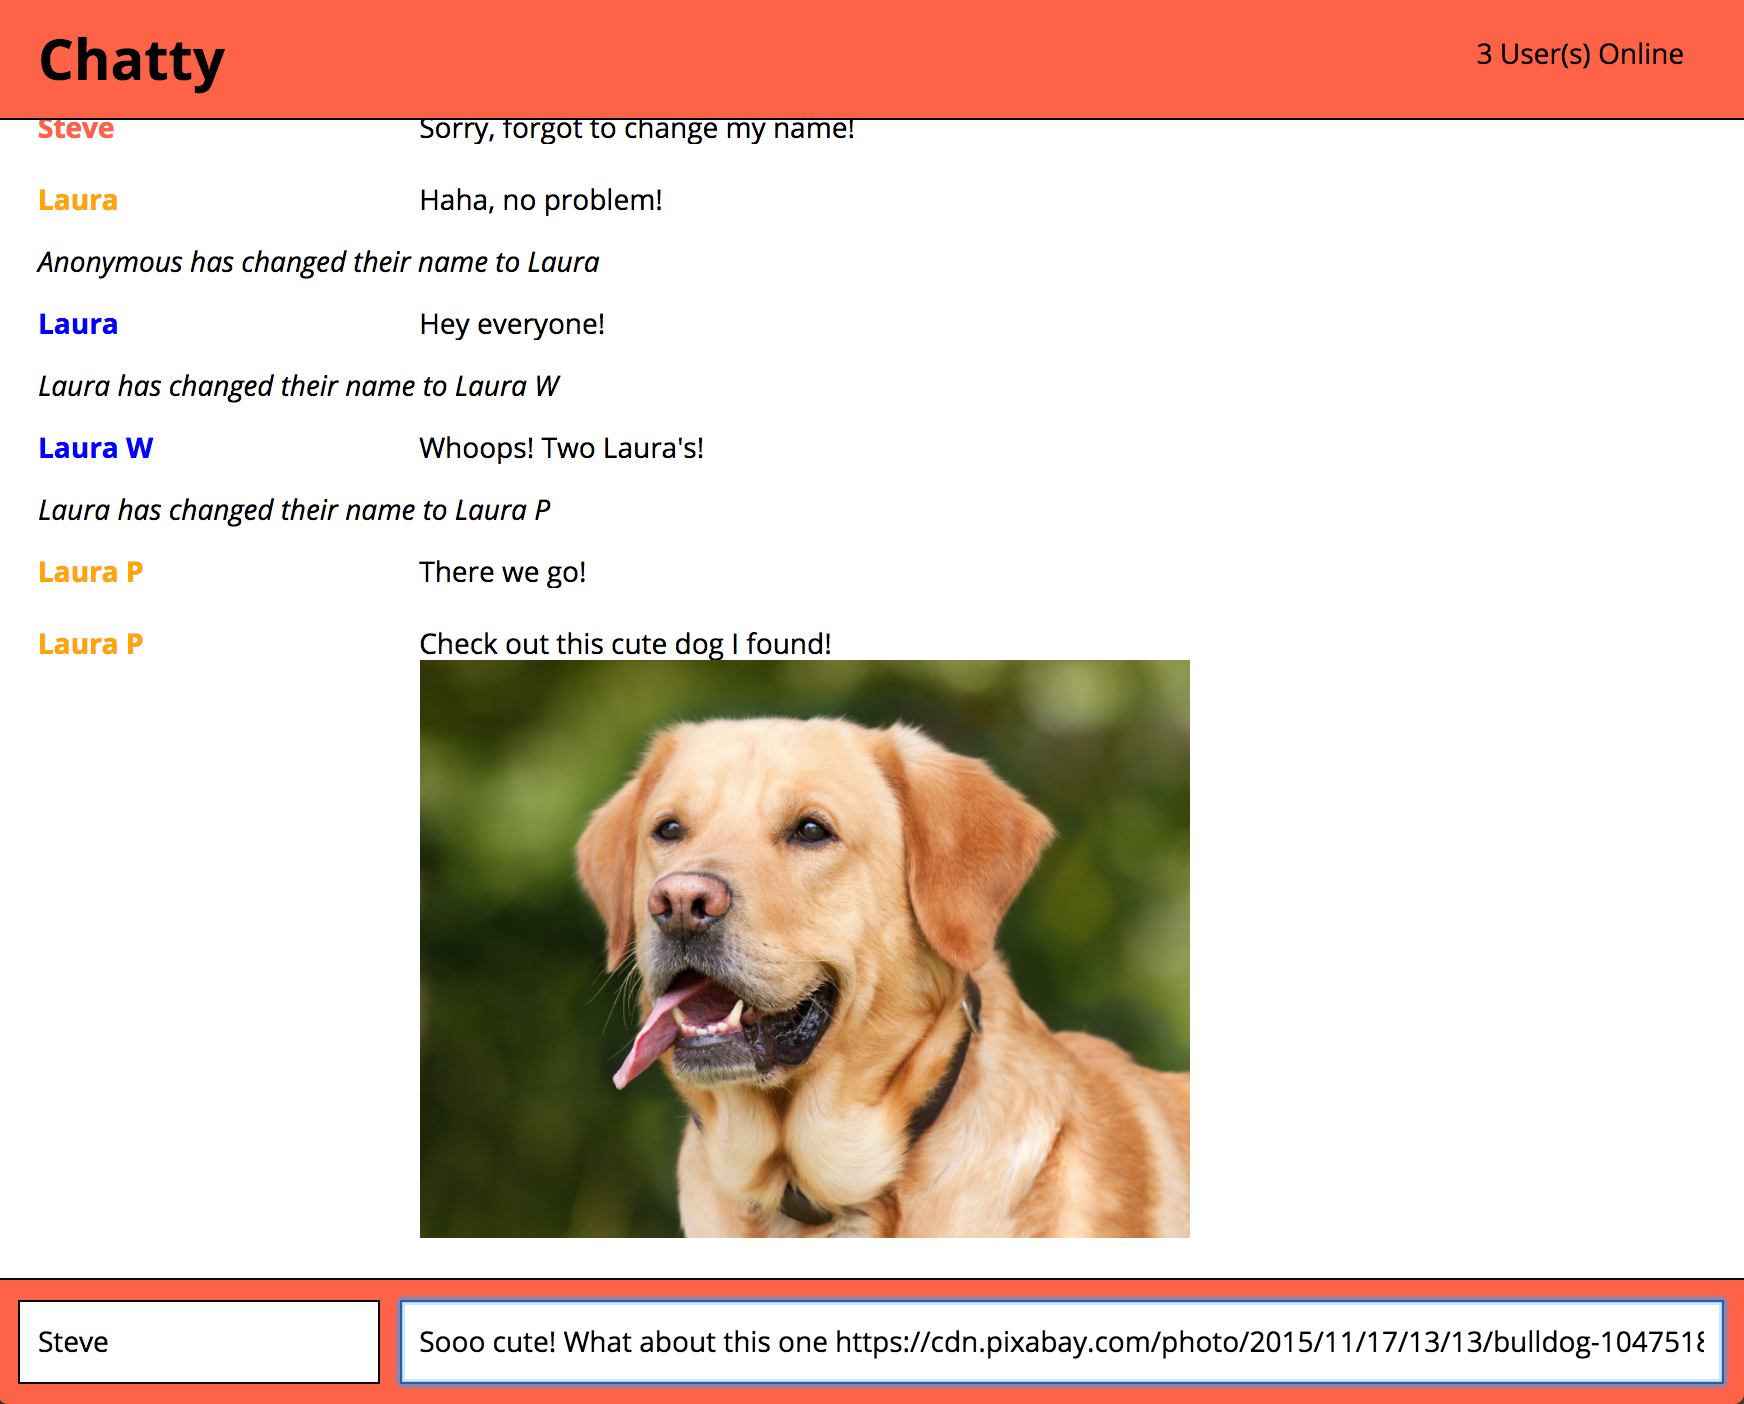 Chatty
3 User(s) Online
Steve Sorry, forgot to change my name!
Laura Haha, no problem!
Anonymous has changed their name to Laura
Laura Hey everyone!
Laura has changed their name to Laura W
Laura W Whoops! Two Laura's!
Laura has changed their name to Laura P
Laura P There we go!
Laura P Check out this cute dog I found!
Steve Sooo cute! What about this one https://cdn.pixabay.com/photo/2015/11/17/13/13/bulldog-1047518